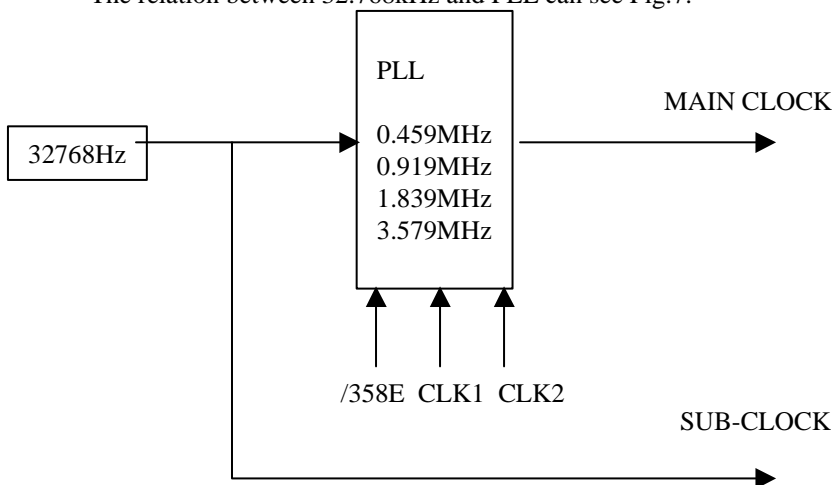 The relation between 32.768kHz and PLL can see Fig.7.
PLL
MAIN CLOCK
0.459MHz
32768Hz
0.919MHz
1.839MHz
3.579MHz
/358E CLK1 CLK2
SUB-CLOCK